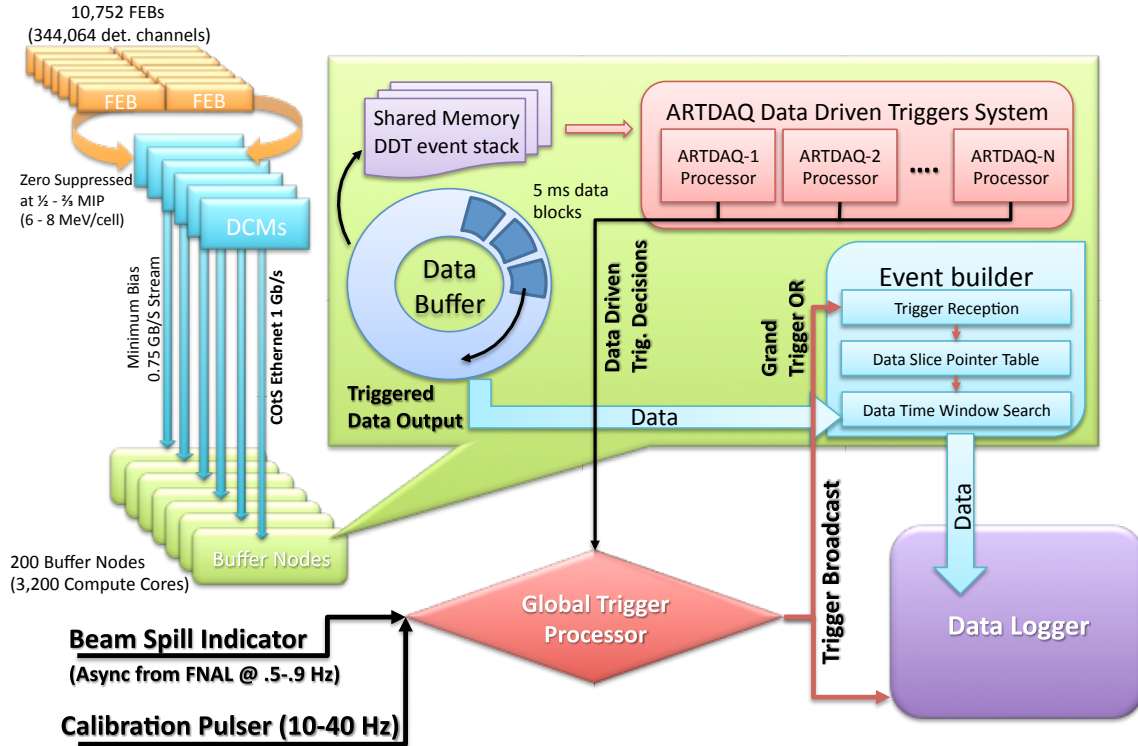 10,752 FEBs
(344,064 det. channels)
FEB
FEB
Zero Suppressed
at ½ - ⅔ MIP
(6 - 8 MeV/cell)
DCMs
Minimum Bias
0.75 GB/S Stream
COtS Ethernet 1 Gb/s
Buffer Nodes
200 Buffer Nodes
(3,200 Compute Cores)
Shared Memory
DDT event stack
5 ms data
blocks
Data
Buffer
Triggered
Data Output
Data
ARTDAQ Data Driven Triggers System
ARTDAQ-1
Processor
ARTDAQ-2
Processor
....
ARTDAQ-N
Processor
Data Driven
Trig. Decisions
Grand
Trigger OR
Event builder
Trigger Reception
Data Slice Pointer Table
Data Time Window Search
Data
Data Logger
Trigger Broadcast
Global Trigger
Processor
Beam Spill Indicator
(Async from FNAL @ .5-.9 Hz)
Calibration Pulser (10-40 Hz)